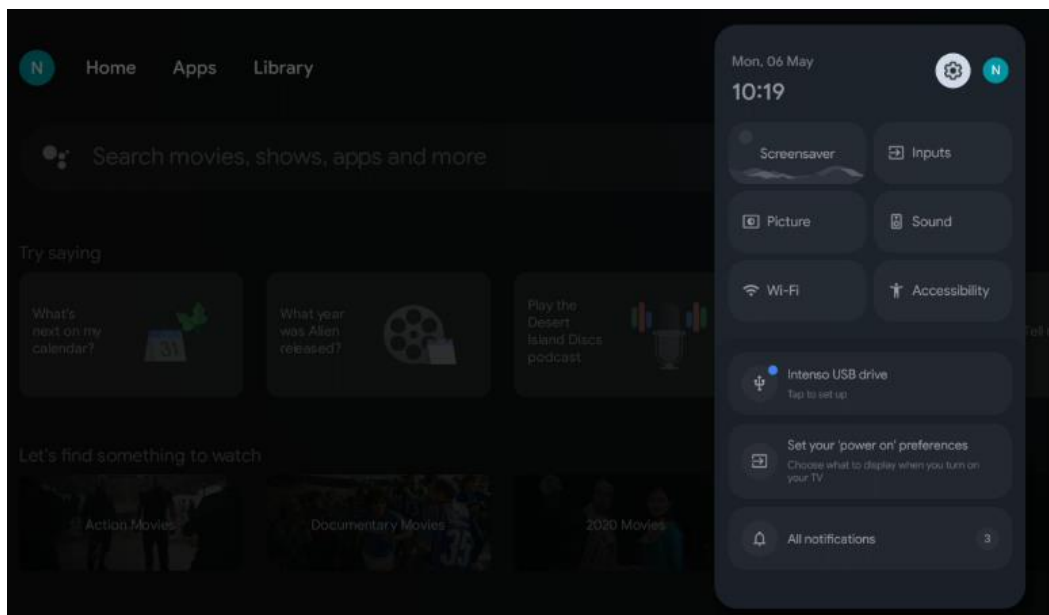 N
Home
Apps
Library
Search movies, shows, apps and more
Try saying
What's
next on my
calendar?
31
What year
was Alien
released?
Play the
Desert
Island Discs
podcast
Let's find something to watch
Action Movies
Documentary Movies
35
2020 Movies
Mon, 06 May
10:19
N
Screensaver
Inputs
Picture
Sound
Wi-Fi
Accessibility
Intenso USB drive
Tap to set up
Set your 'power on' preferences
Choose what to display when you turn on
your TV
All notifications
3